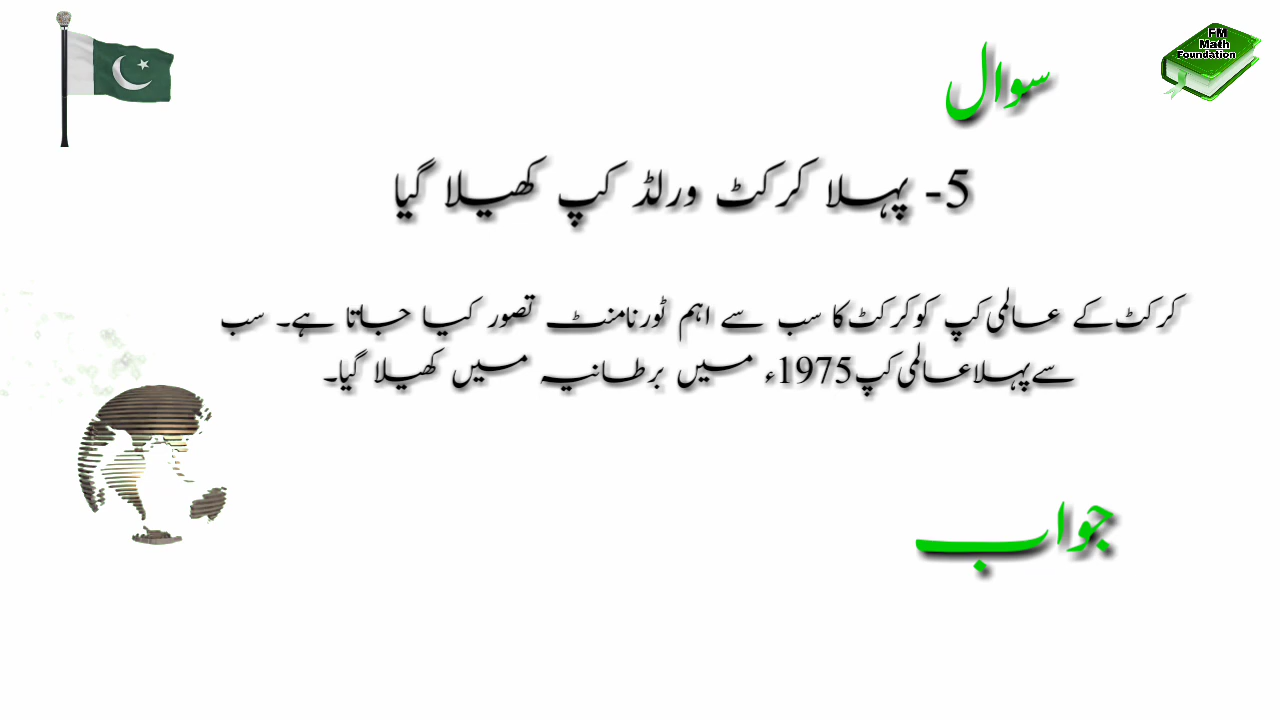 FM
Math
Foundation
سوال
5- پہلا کرکٹ ورلڈ کپ کھیلا گیا
کرکٹ کے عالمی کپ کو کرکٹ کا سب سے اہم ٹورنامنٹ تصور کیا جاتا ہے۔ سب
سے پہلا عالمی کپ 1975ء میں برطانیہ میں کھیلا گیا۔
جواب